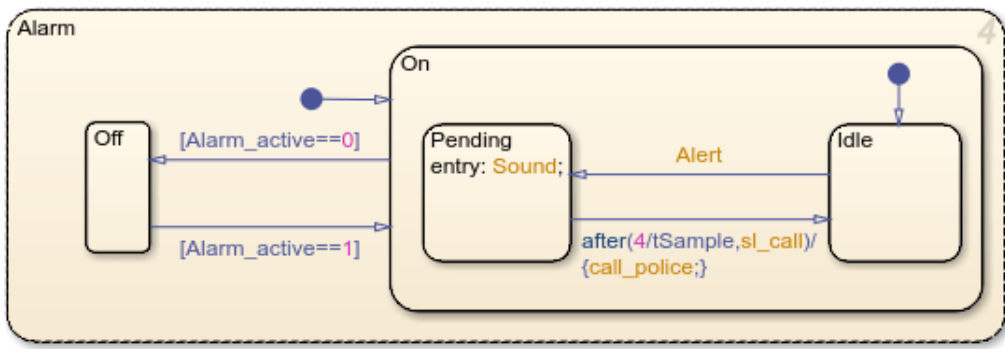 Alarm
4
On
Off
[Alarm_active==0]
[Alarm_active==1]
Pending
entry: Sound;
Alert
after(4/tSample,sl_call)/
{call_police;}
Idle